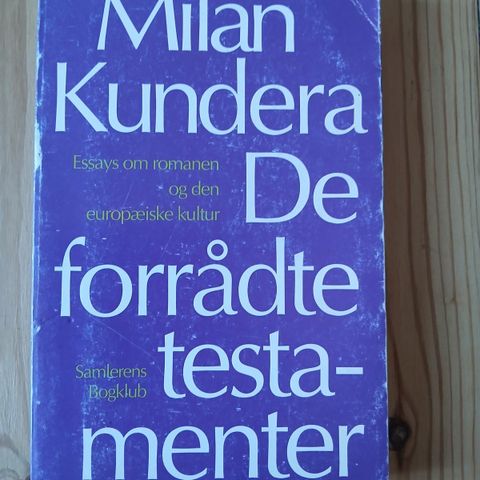 Milan
Kundera
Essays om romanen
og den
europæiske kultur
De
forrådte
Samlerens
Bogklub
testa-
menter